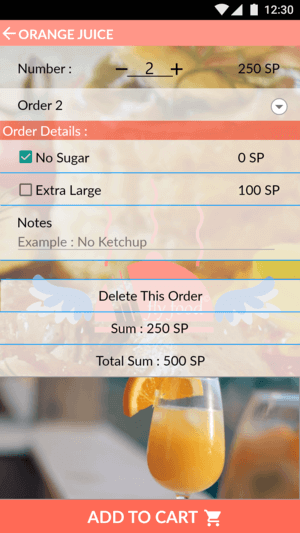 12:30
ORANGE JUICE
Number : 2 250 SP
Order 2
Order Details :
No Sugar 0 SP
Extra Large 100 SP
Notes
Example : No Ketchup
Delete This Order
Sum : 250 SP
Total Sum : 500 SP
ADD TO CART